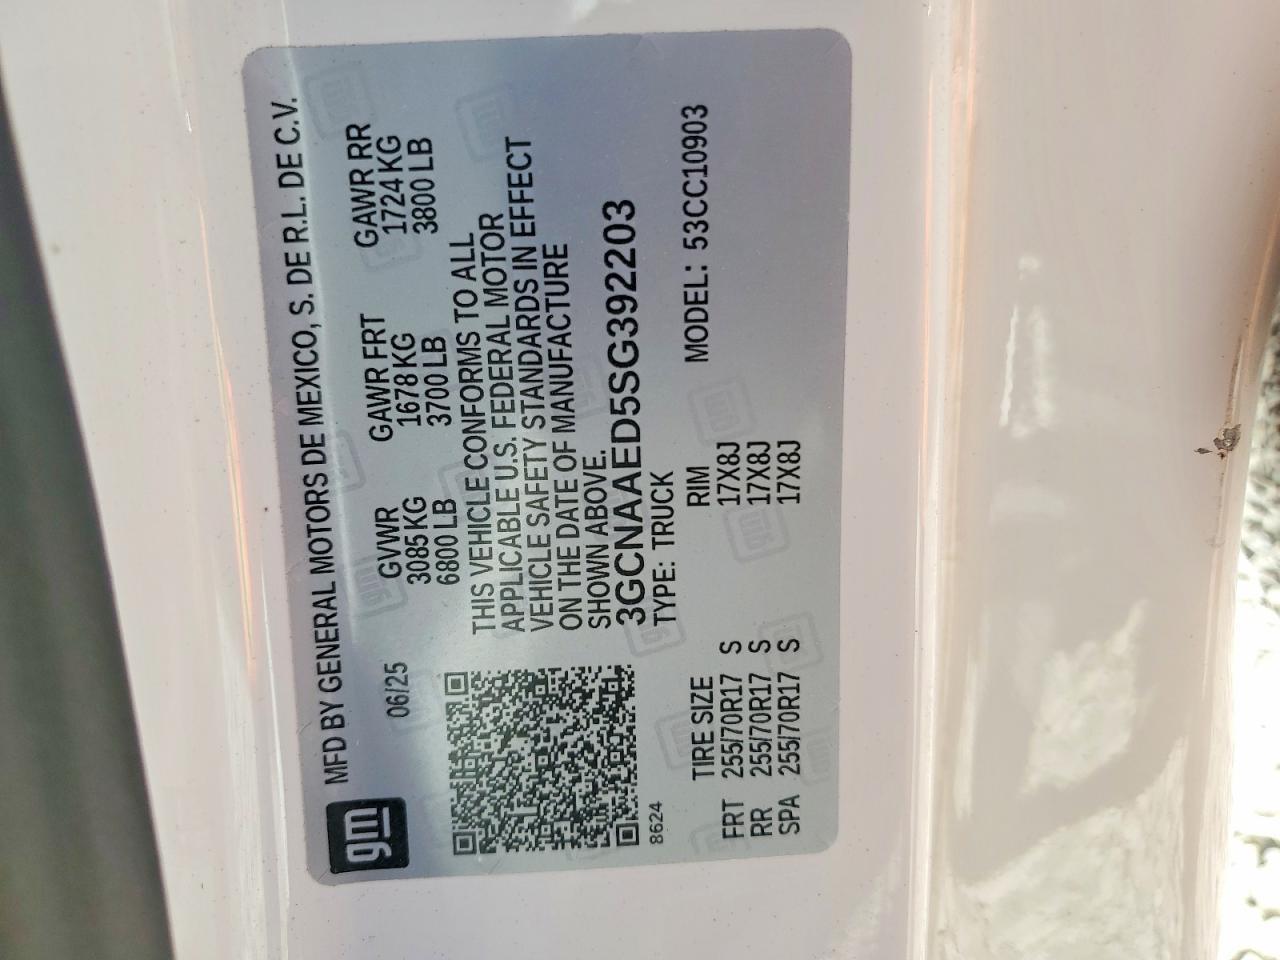 gm
MFD BY GENERAL MOTORS DE MEXICO, S. DE R.L. DE C.V.
06/25
GVWR GAWR FRT GAWR RR
3085 KG 1678 KG 1724 KG
6800 LB 3700 LB 3800 LB
THIS VEHICLE CONFORMS TO ALL
APPLICABLE U.S. FEDERAL MOTOR
VEHICLE SAFETY STANDARDS IN EFFECT
ON THE DATE OF MANUFACTURE
SHOWN ABOVE.
3GCNAAED5SG392203
8624
TYPE: TRUCK
TIRE SIZE RIM MODEL: 53CC10903
FRT 255/70R17 S 17X8J
RR 255/70R17 S 17X8J
SPA 255/70R17 S 17X8J